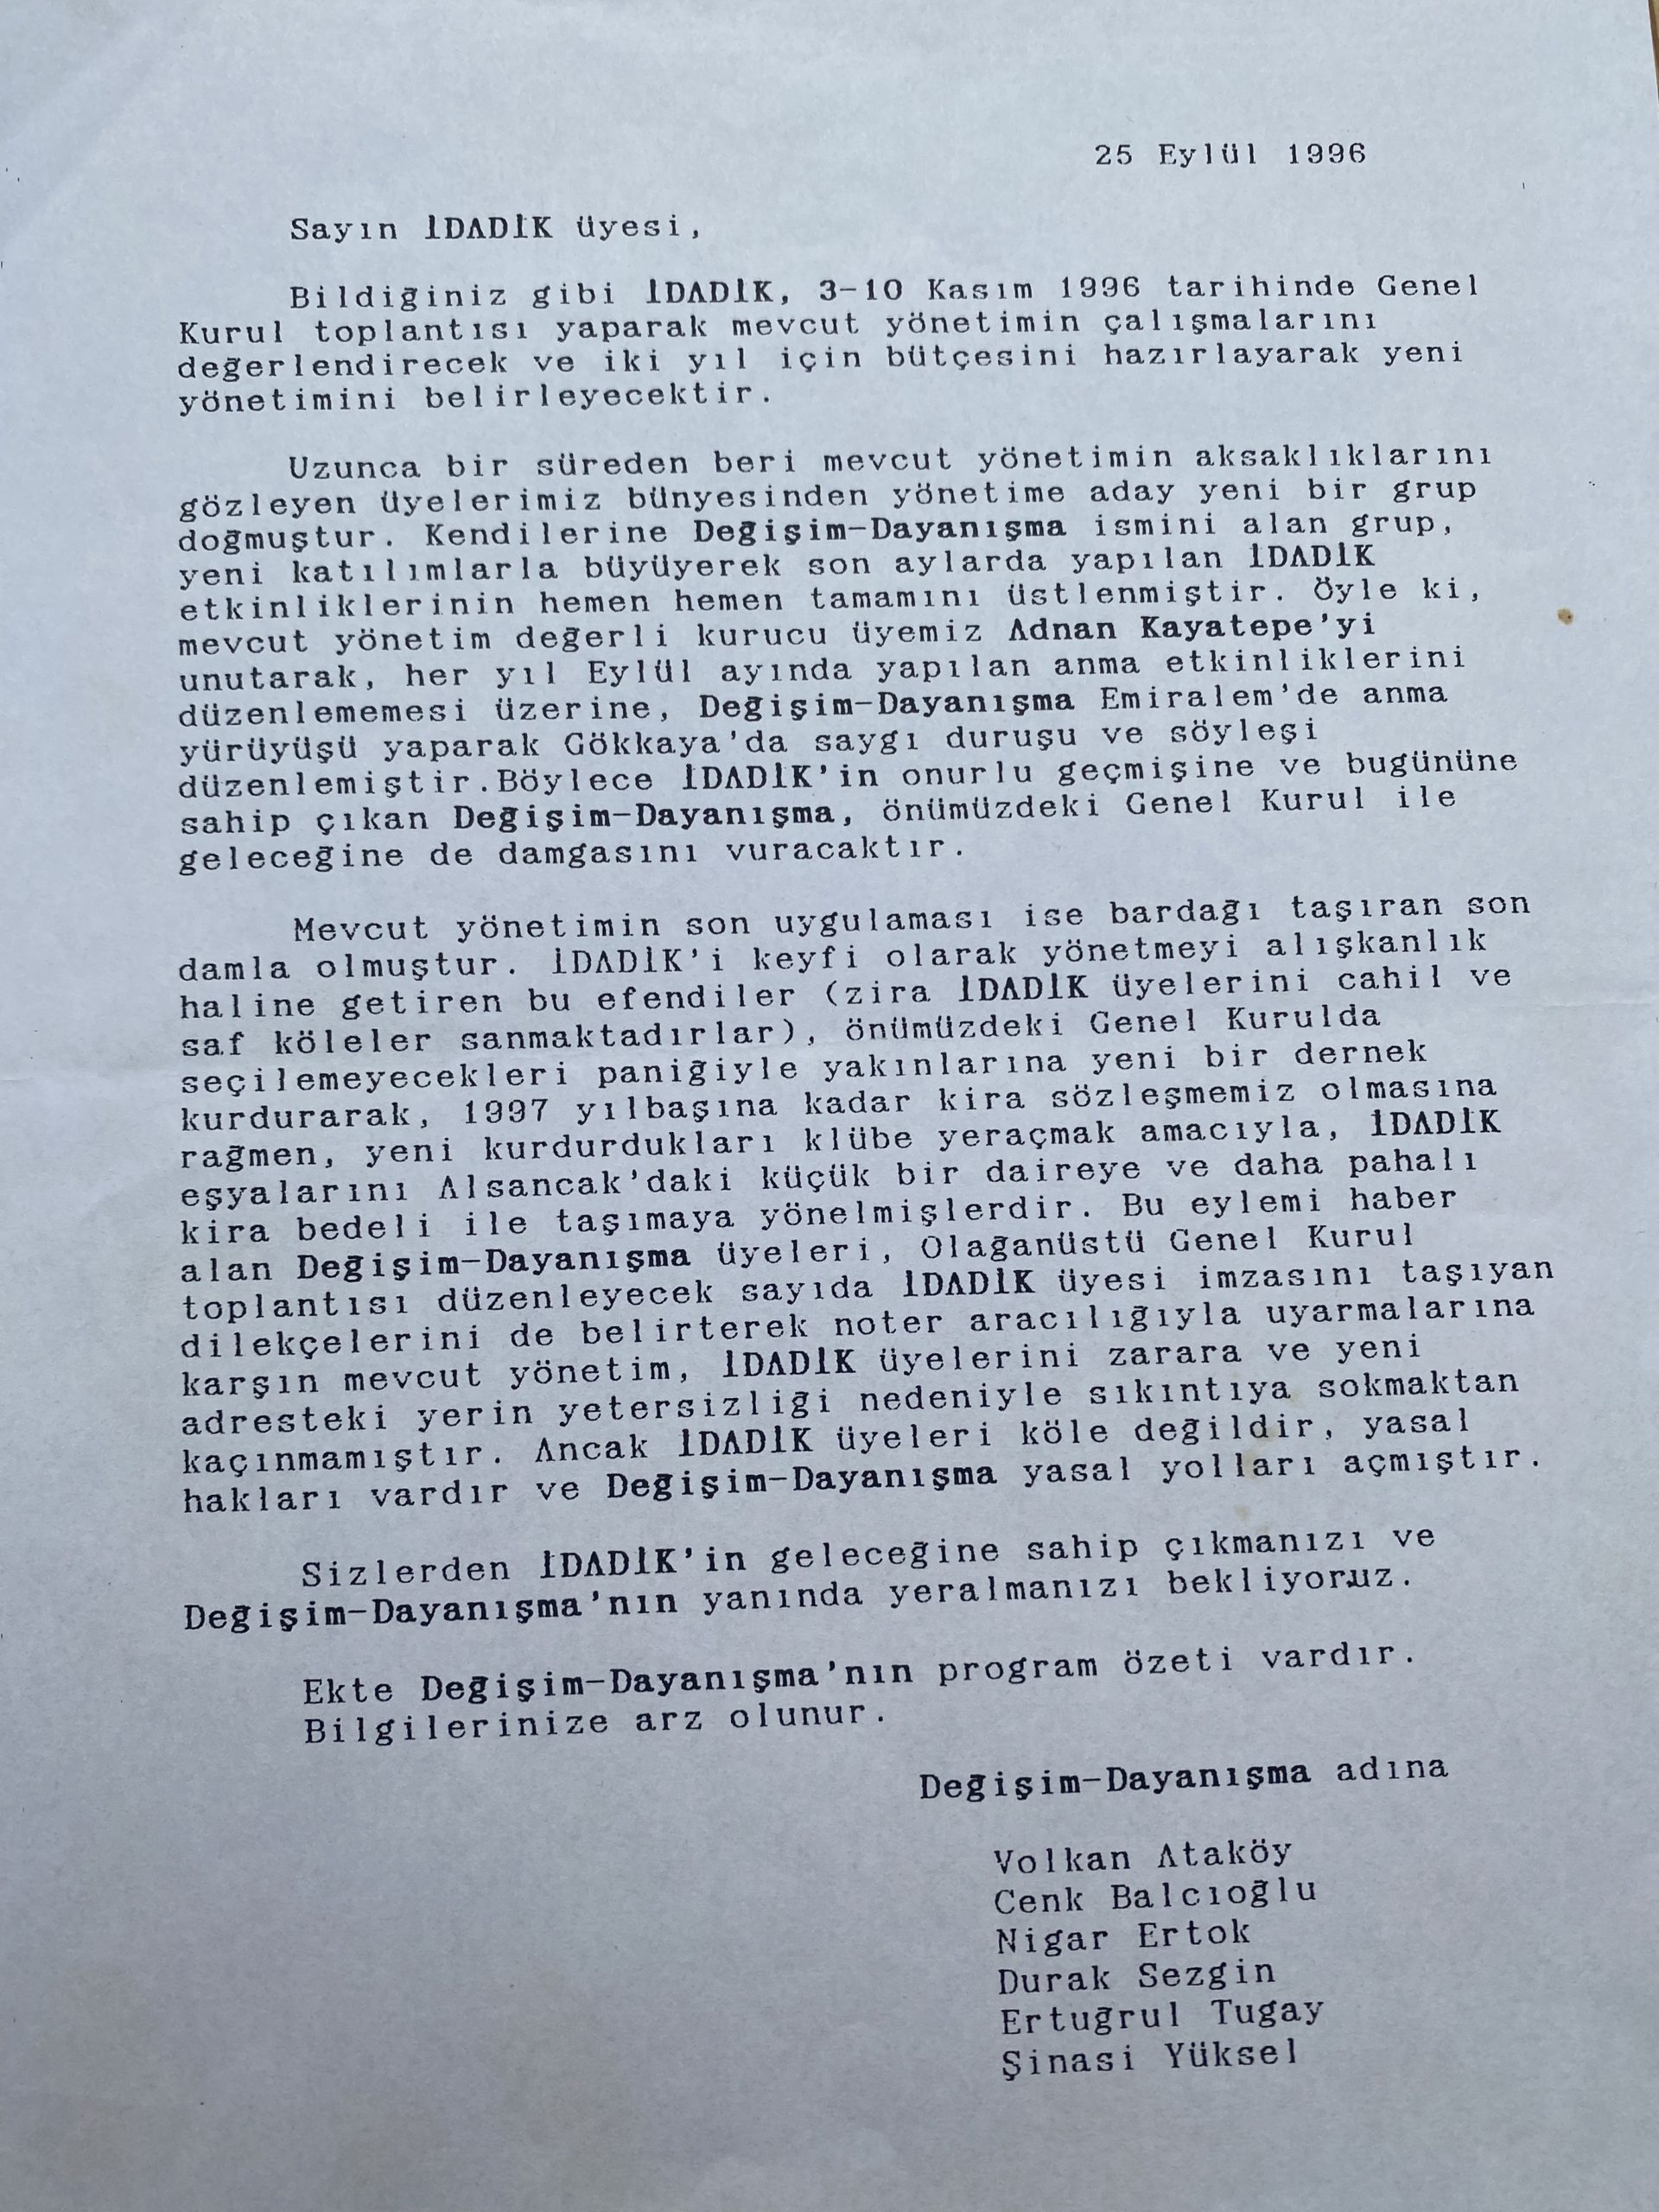 25 Eylül 1996
Sayın İDADİK üyesi,
Bildiğiniz gibi İDADİK, 3-10 Kasım 1996 tarihinde Genel
Kurul toplantısı yaparak mevcut yönetimin çalışmalarını
değerlendirecek ve iki yıl için bütçesini hazırlayarak yeni
yönetimini belirleyecektir.
Uzunca bir süreden beri mevcut yönetimin aksaklıklarını
gözleyen üyelerimiz bünyesinden yönetime aday yeni bir grup
doğmuştur. Kendilerine Değişim-Dayanışma ismini alan grup,
yeni katılımlarla büyüyerek son aylarda yapılan İDADİK
etkinliklerinin hemen hemen tamamını üstlenmiştir. Öyle ki,
mevcut yönetim değerli kurucu üyemiz Adnan Kayatepe'yi
unutarak, her yıl Eylül ayında yapılan anma etkinliklerini
düzenlememesi üzerine, Değişim-Dayanışma Emiralem'de anma
yürüyüşü yaparak Gökkaya'da saygı duruşu ve söyleşi
düzenlemiştir.Böylece İDADİK'in onurlu geçmişine ve bugününe
sahip çıkan Değişim-Dayanışma, önümüzdeki Genel Kurul ile
geleceğine de damgasını vuracaktır.
Mevcut yönetimin son uygulaması ise bardağı taşıran son
damla olmuştur. İDADİK'i keyfi olarak yönetmeyi alışkanlık
haline getiren bu efendiler (zira İDADİK üyelerini cahil ve
saf köleler sanmaktadırlar), önümüzdeki Genel Kurulda
seçilemeyecekleri paniğiyle yakınlarına yeni bir dernek
kurdurarak, 1997 yılbaşına kadar kira sözleşmemiz olmasına
rağmen, yeni kurdurdukları klübe yeraçmak amacıyla, İDADİK
eşyalarını Alsancak'daki küçük bir daireye ve daha pahalı
kira bedeli ile taşımaya yönelmişlerdir. Bu eylemi haber
alan Değişim-Dayanışma üyeleri, Olağanüstü Genel Kurul
toplantısı düzenleyecek sayıda İDADİK üyesi imzasını taşıyan
dilekçelerini de belirterek noter aracılığıyla uyarmalarına
karşın mevcut yönetim, İDADİK üyelerini zarara ve yeni
adresteki yerin yetersizliği nedeniyle sıkıntıya sokmaktan
kaçınmamıştır. Ancak İDADİK üyeleri köle değildir, yasal
hakları vardır ve Değişim-Dayanışma yasal yolları açmıştır.
Sizlerden İDADİK'in geleceğine sahip çıkmanızı ve
Değişim-Dayanışma'nın yanında yeralmanızı bekliyoruz.
Ekte Değişim-Dayanışma'nın program özeti vardır.
Bilgilerinize arz olunur.
Değişim-Dayanışma adına
Volkan Ataköy
Cenk Balcıoğlu
Nigar Ertok
Durak Sezgin
Ertuğrul Tugay
Şinasi Yüksel